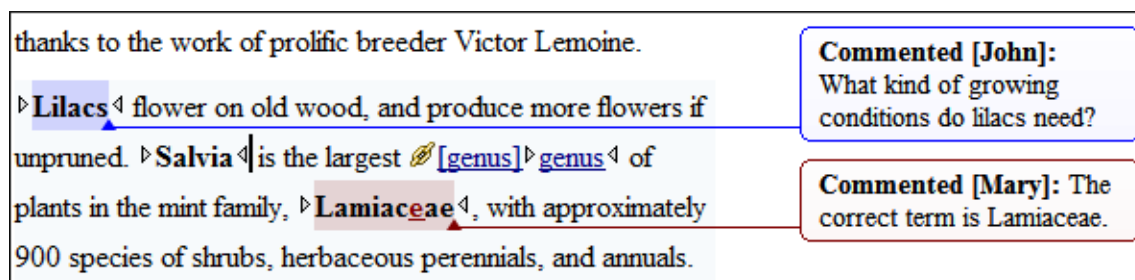 thanks to the work of prolific breeder Victor Lemoine.
Lilacs flower on old wood, and produce more flowers if
unpruned. Salvia is the largest [genus] genus of
plants in the mint family, Lamiaceae, with approximately
900 species of shrubs, herbaceous perennials, and annuals.
Commented [John]:
What kind of growing
conditions do lilacs need?
Commented [Mary]: The
correct term is Lamiaceae.